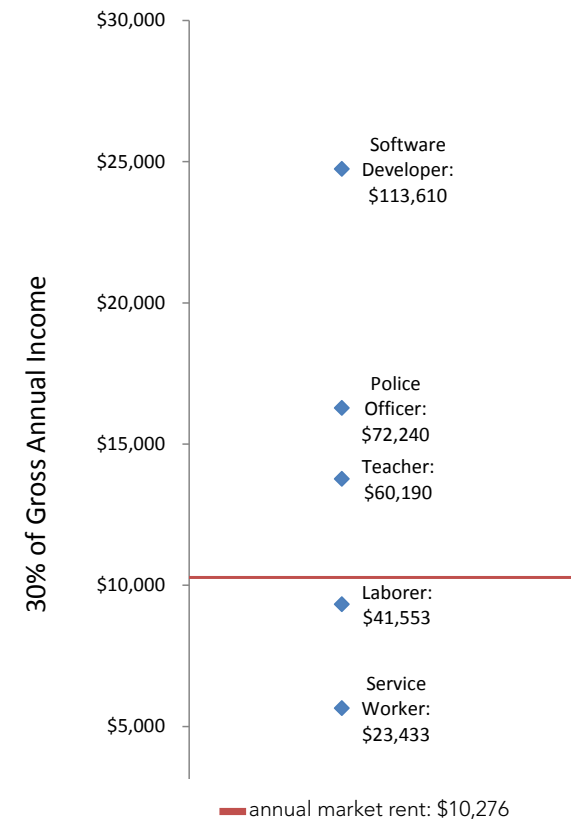 30% of Gross Annual Income
$30,000
$25,000
$20,000
$15,000
$10,000
$5,000
Software
Developer:
$113,610
Police
Officer:
$72,240
Teacher:
$60,190
Laborer:
$41,553
Service
Worker:
$23,433
annual market rent: $10,276